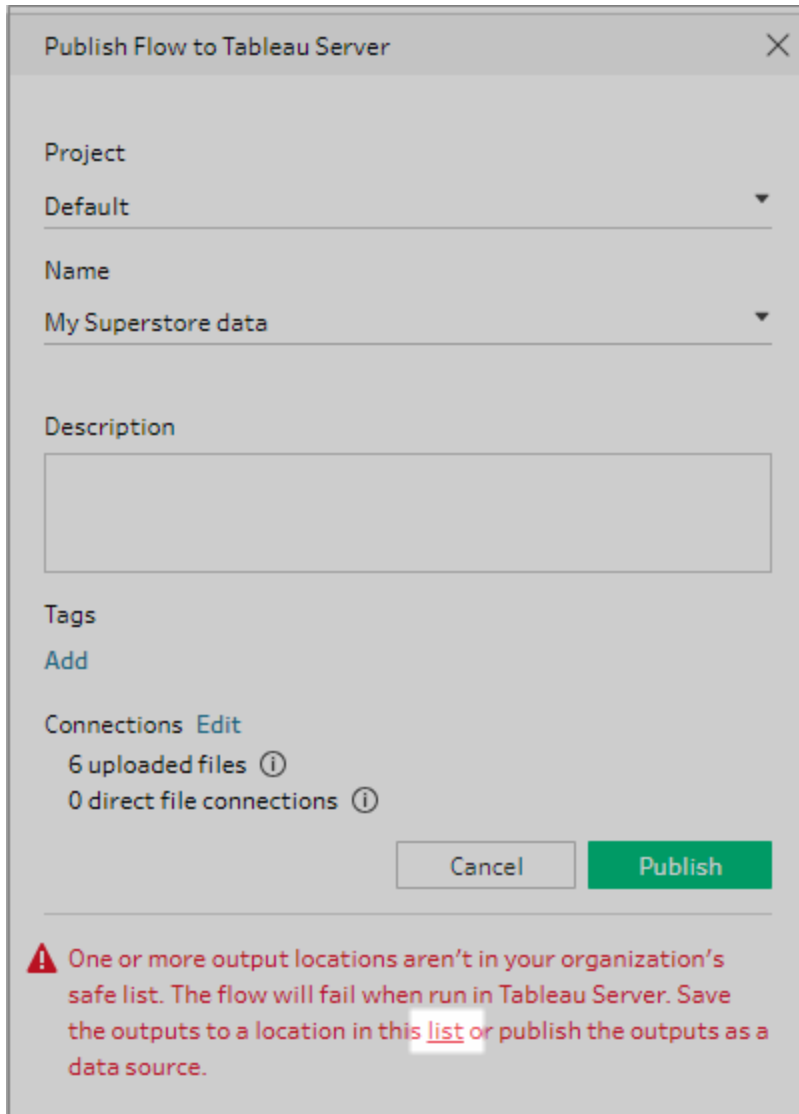 Publish Flow to Tableau Server
Project
Default
Name
My Superstore data
Description
Tags
Add
Connections Edit
6 uploaded files
0 direct file connections
Cancel
Publish
One or more output locations aren't in your organization's
safe list. The flow will fail when run in Tableau Server. Save
the outputs to a location in this list or publish the outputs as a
data source.